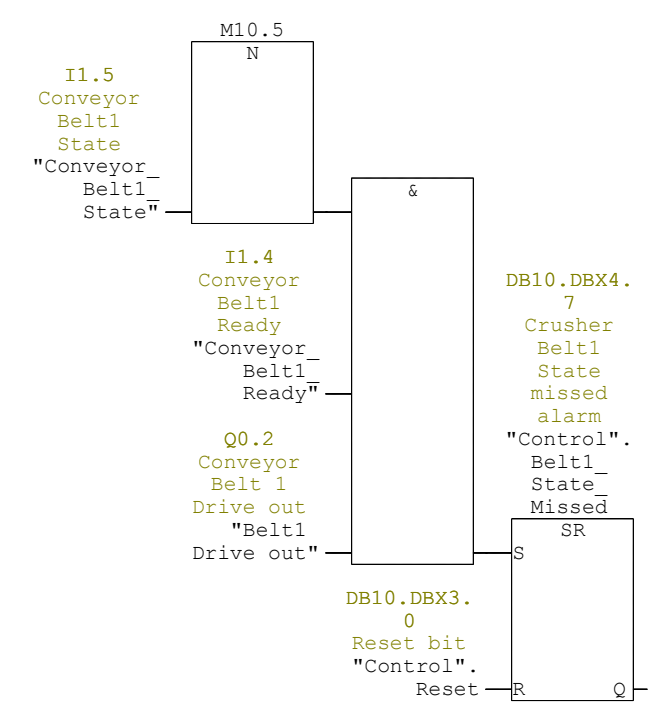 M10.5
N
I1.5
Conveyor
Belt1
State
"Conveyor_
Belt1_
State"
&
I1.4
Conveyor
Belt1
Ready
"Conveyor_
Belt1_
Ready"
DB10.DBX4.
7
Crusher
Belt1
State
missed
alarm
"Control".
Belt1_
State_
Missed
Q0.2
Conveyor
Belt 1
Drive out
"Belt1
Drive out"
SR
S
DB10.DBX3.
0
Reset bit
"Control".
Reset
R
Q